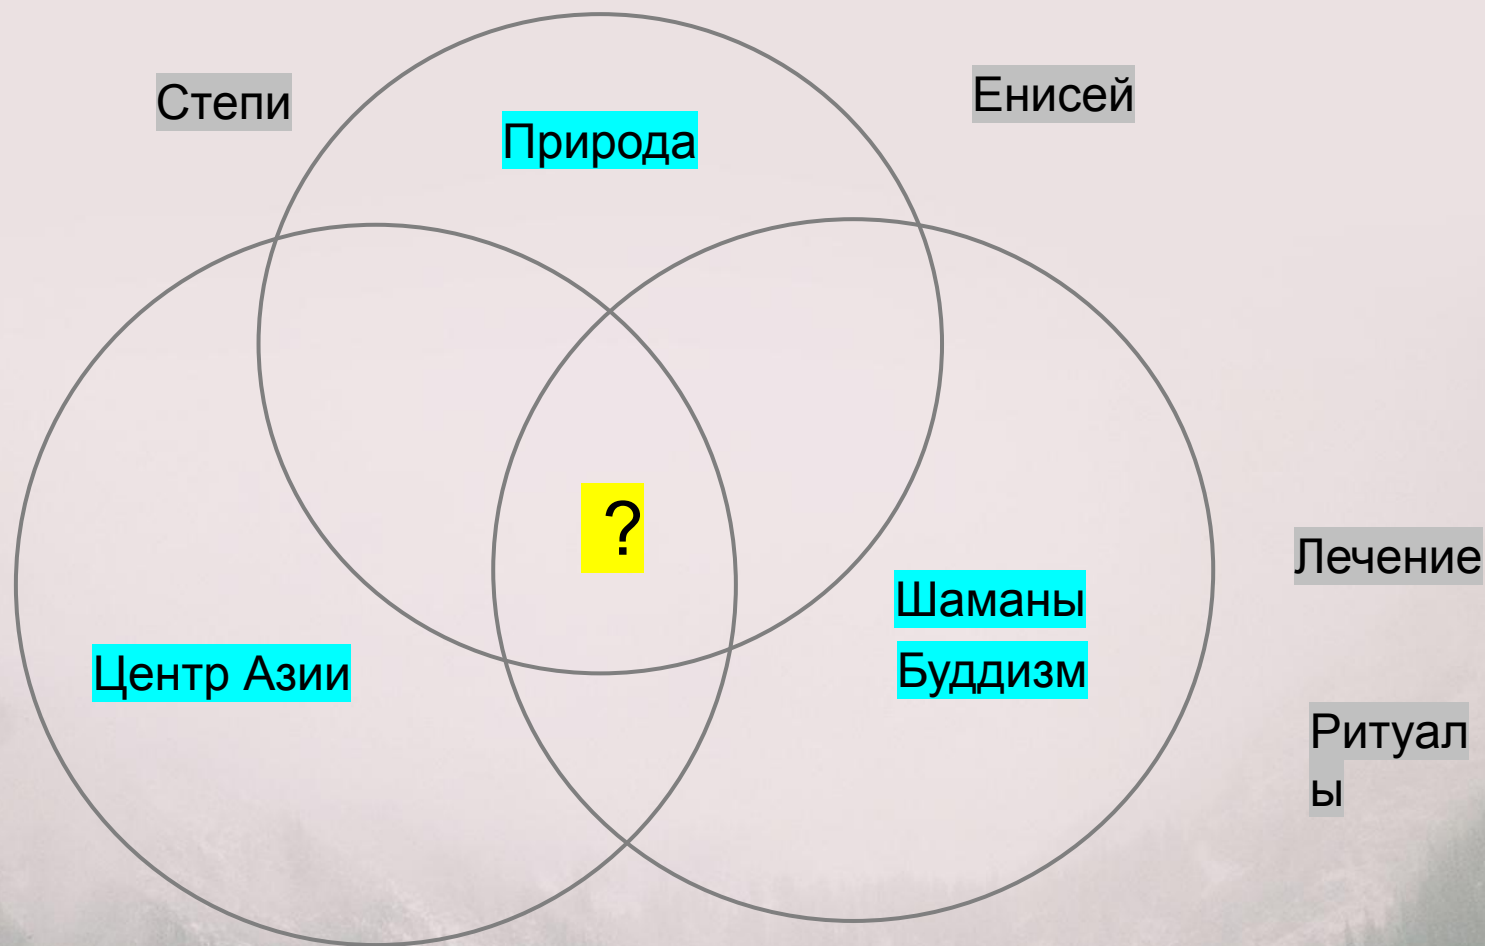 Степи
Енисей
Природа
?
Шаманы
Буддизм
Центр Азии
Лечение
Ритуал
ы